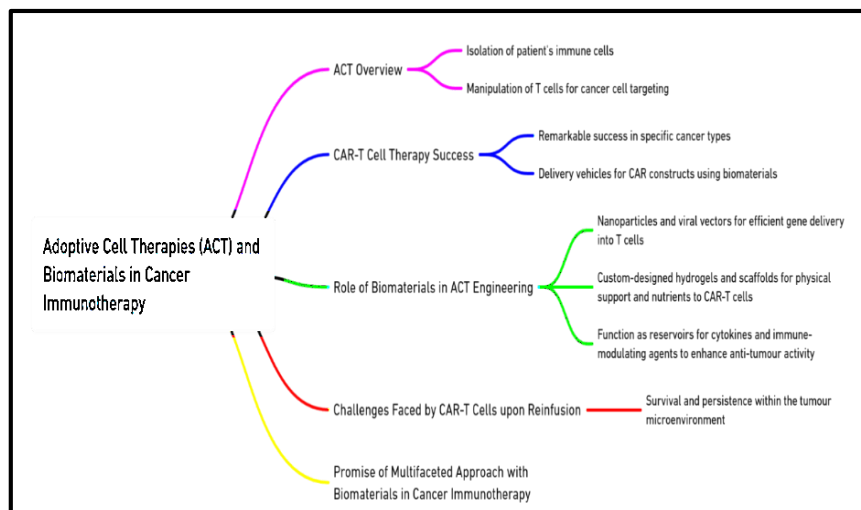 Adoptive Cell Therapies (ACT) and
Biomaterials in Cancer
Immunotherapy
ACT Overview
Isolation of patient's immune cells
Manipulation of T cells for cancer cell targeting
CAR-T Cell Therapy Success
Remarkable success in specific cancer types
Delivery vehicles for CAR constructs using biomaterials
Role of Biomaterials in ACT Engineering
Nanoparticles and viral vectors for efficient gene delivery
into T cells
Custom-designed hydrogels and scaffolds for physical
support and nutrients to CAR-T cells
Function as reservoirs for cytokines and immune-
modulating agents to enhance anti-tumour activity
Challenges Faced by CAR-T Cells upon Reinfusion
Survival and persistence within the tumour
microenvironment
Promise of Multifaceted Approach with
Biomaterials in Cancer Immunotherapy